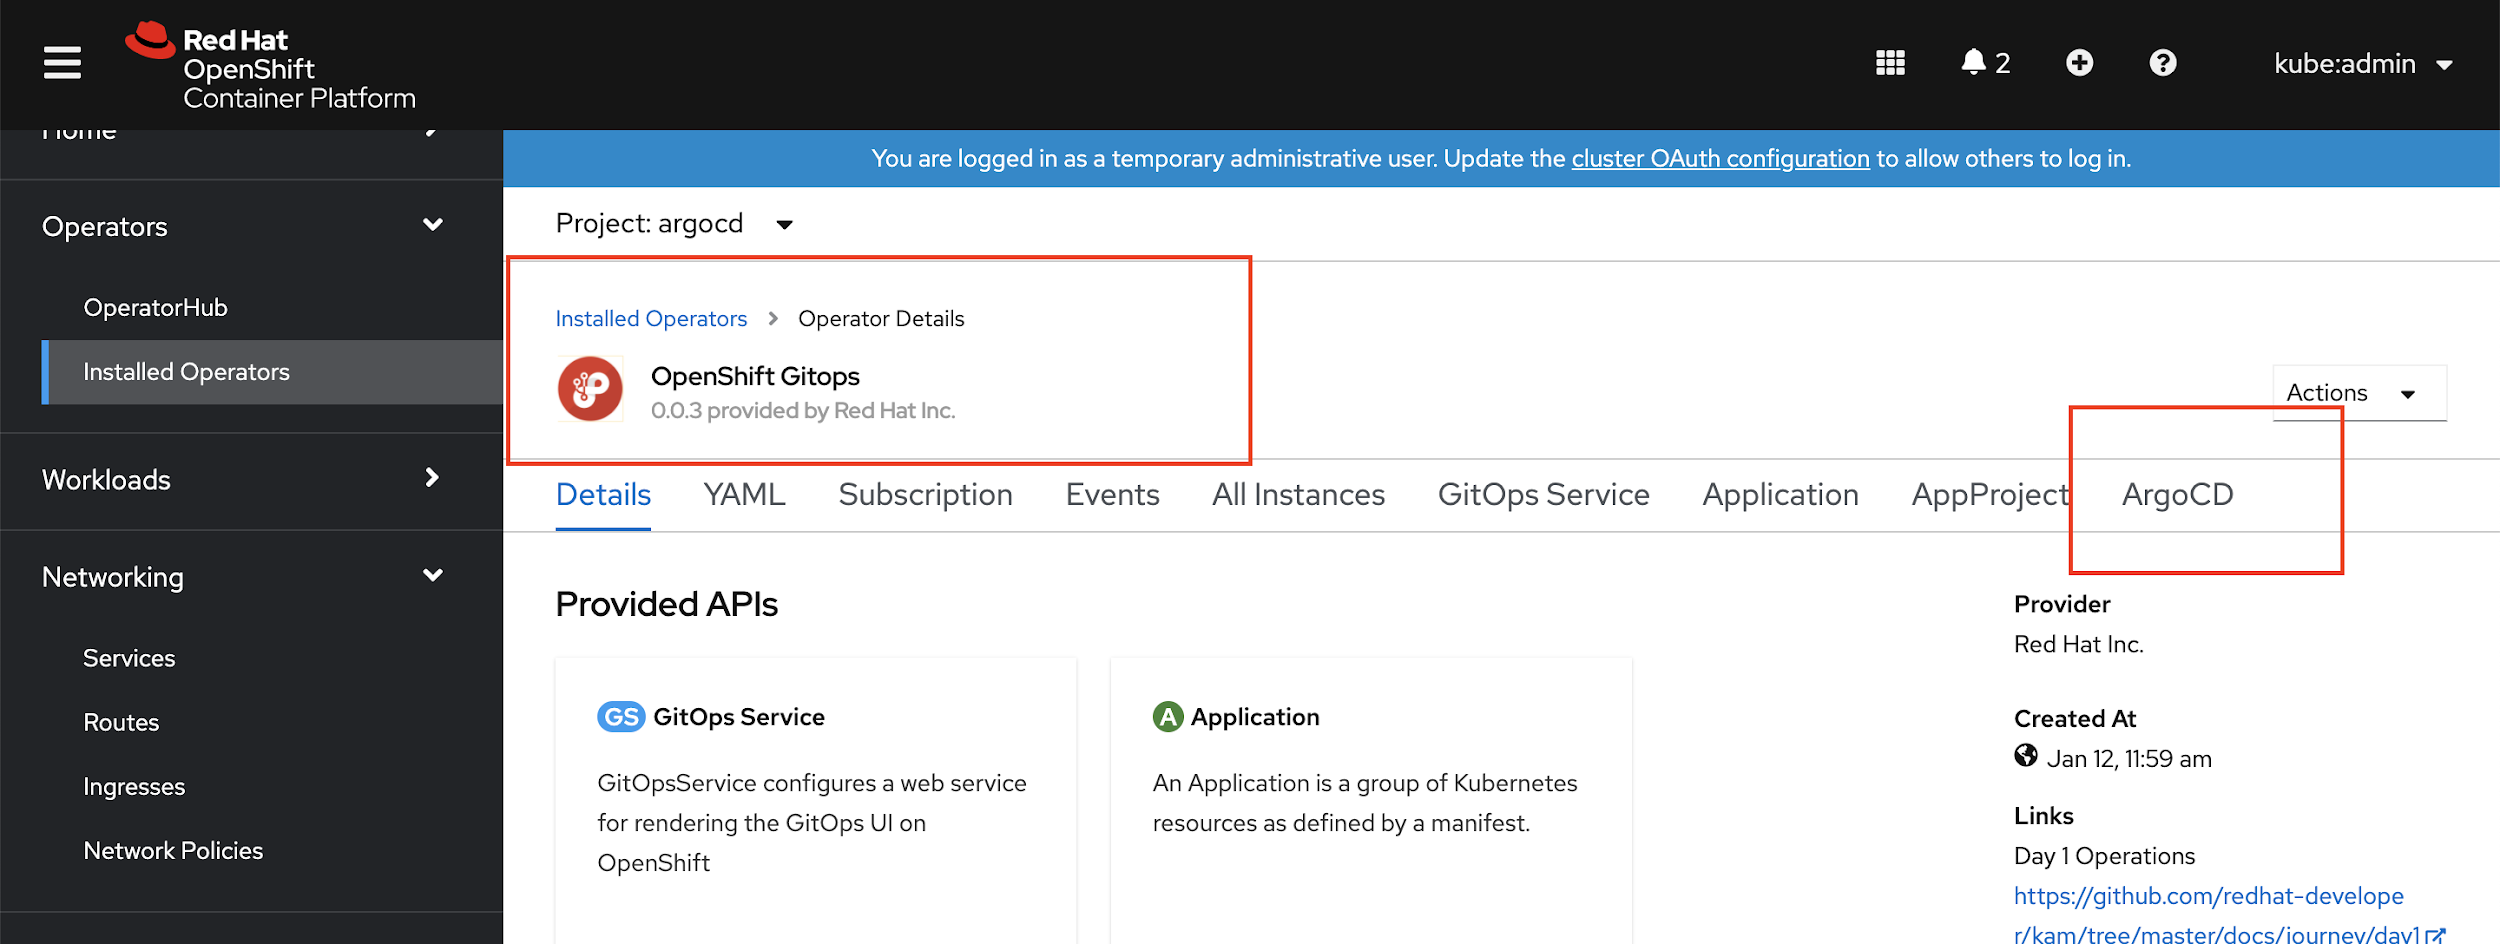 Red Hat
OpenShift
Container Platform
2
kube:admin
Home
Operators
OperatorHub
Installed Operators
Workloads
Networking
Services
Routes
Ingresses
Network Policies
You are logged in as a temporary administrative user. Update the cluster OAuth configuration to allow others to log in.
Project: argocd
Installed Operators > Operator Details
OpenShift Gitops
0.0.3 provided by Red Hat Inc.
Actions
Details YAML Subscription Events All Instances GitOps Service Application AppProject ArgoCD
Provided APIs
GS GitOps Service
GitOpsService configures a web service
for rendering the GitOps UI on
OpenShift
A Application
An Application is a group of Kubernetes
resources as defined by a manifest.
Provider
Red Hat Inc.
Created At
Jan 12, 11:59 am
Links
Day 1 Operations
https://github.com/redhat-develope
r/kam/tree/master/docs/journey/day1